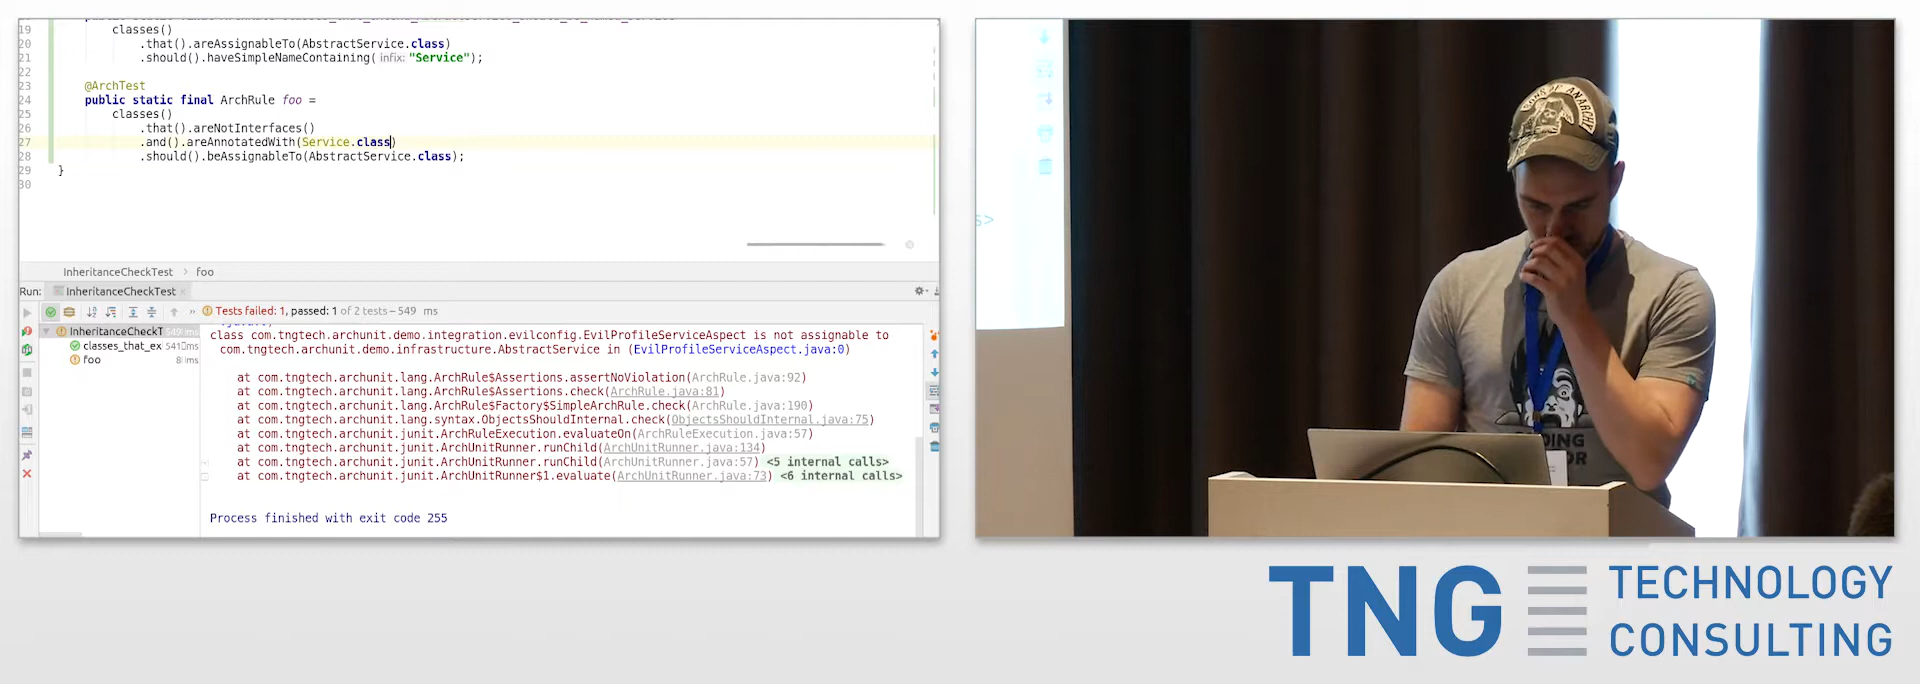 19 classes()
20 .that().areAssignableTo(AbstractService.class)
21 .should().haveSimpleNameContaining( infix: "Service");
22
23 @ArchTest
24 public static final ArchRule foo =
25 classes()
26 .that().areNotInterfaces()
27 .and().areAnnotatedWith(Service.class)
28 .should().beAssignableTo(AbstractService.class);
29 }
30
InheritanceCheckTest > foo
Run: InheritanceCheckTest
Tests failed: 1, passed: 1 of 2 tests – 549 ms
InheritanceCheckT 549 ms
classes_that_ex 541 ms
foo 8 ms
class com.tngtech.archunit.demo.integration.evilconfig.EvilProfileServiceAspect is not assignable to
com.tngtech.archunit.demo.infrastructure.AbstractService in (EvilProfileServiceAspect.java:0)
at com.tngtech.archunit.lang.ArchRule$Assertions.assertNoViolation(ArchRule.java:92)
at com.tngtech.archunit.lang.ArchRule$Assertions.check(ArchRule.java:81)
at com.tngtech.archunit.lang.ArchRule$Factory$SimpleArchRule.check(ArchRule.java:190)
at com.tngtech.archunit.lang.syntax.ObjectsShouldInternal.check(ObjectsShouldInternal.java:75)
at com.tngtech.archunit.junit.ArchRuleExecution.evaluateOn(ArchRuleExecution.java:57)
at com.tngtech.archunit.junit.ArchUnitRunner.runChild(ArchUnitRunner.java:134)
at com.tngtech.archunit.junit.ArchUnitRunner.runChild(ArchUnitRunner.java:57) <5 internal calls>
at com.tngtech.archunit.junit.ArchUnitRunner$1.evaluate(ArchUnitRunner.java:73) <6 internal calls>
Process finished with exit code 255
SONS OF ANARCHY
TNG TECHNOLOGY
CONSULTING